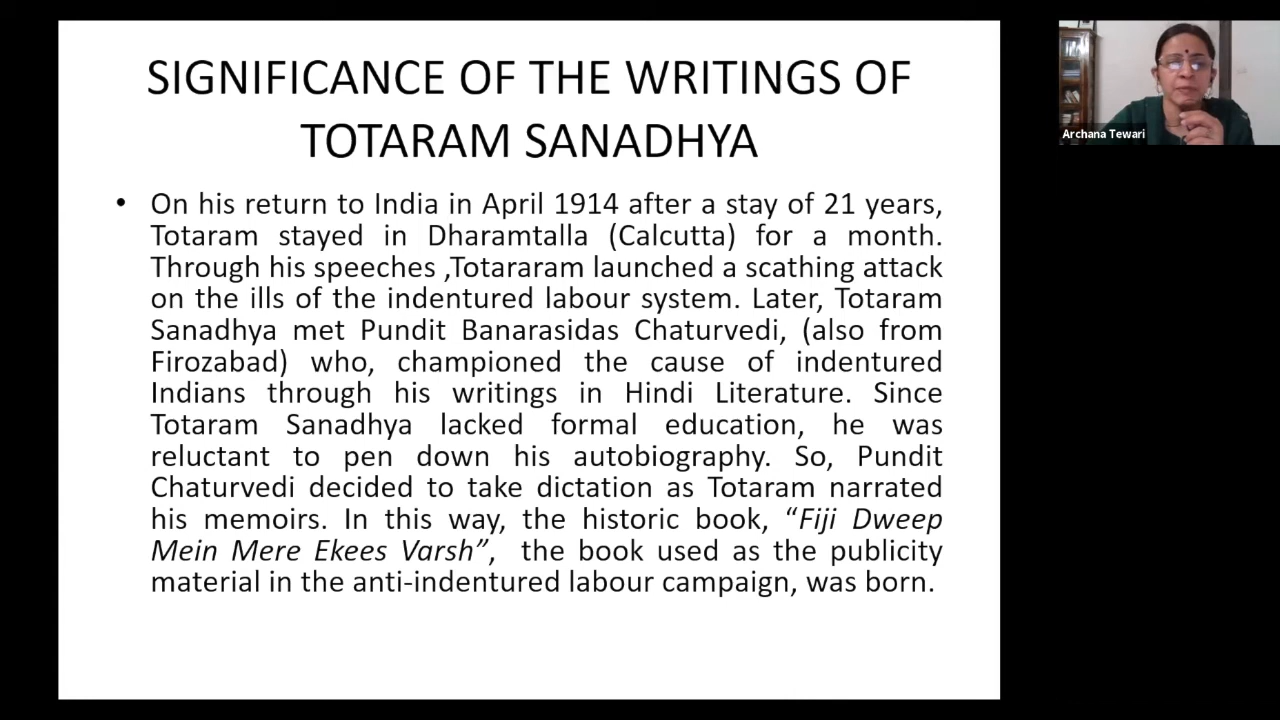 SIGNIFICANCE OF THE WRITINGS OF
TOTARAM SANADHYA
• On his return to India in April 1914 after a stay of 21 years,
Totaram stayed in Dharamtalla (Calcutta) for a month.
Through his speeches ,Totararam launched a scathing attack
on the ills of the indentured labour system. Later, Totaram
Sanadhya met Pundit Banarasidas Chaturvedi, (also from
Firozabad) who, championed the cause of indentured
Indians through his writings in Hindi Literature. Since
Totaram Sanadhya lacked formal education, he was
reluctant to pen down his autobiography. So, Pundit
Chaturvedi decided to take dictation as Totaram narrated
his memoirs. In this way, the historic book, “Fiji Dweep
Mein Mere Ekees Varsh”, the book used as the publicity
material in the anti-indentured labour campaign, was born.
Archana Tewari